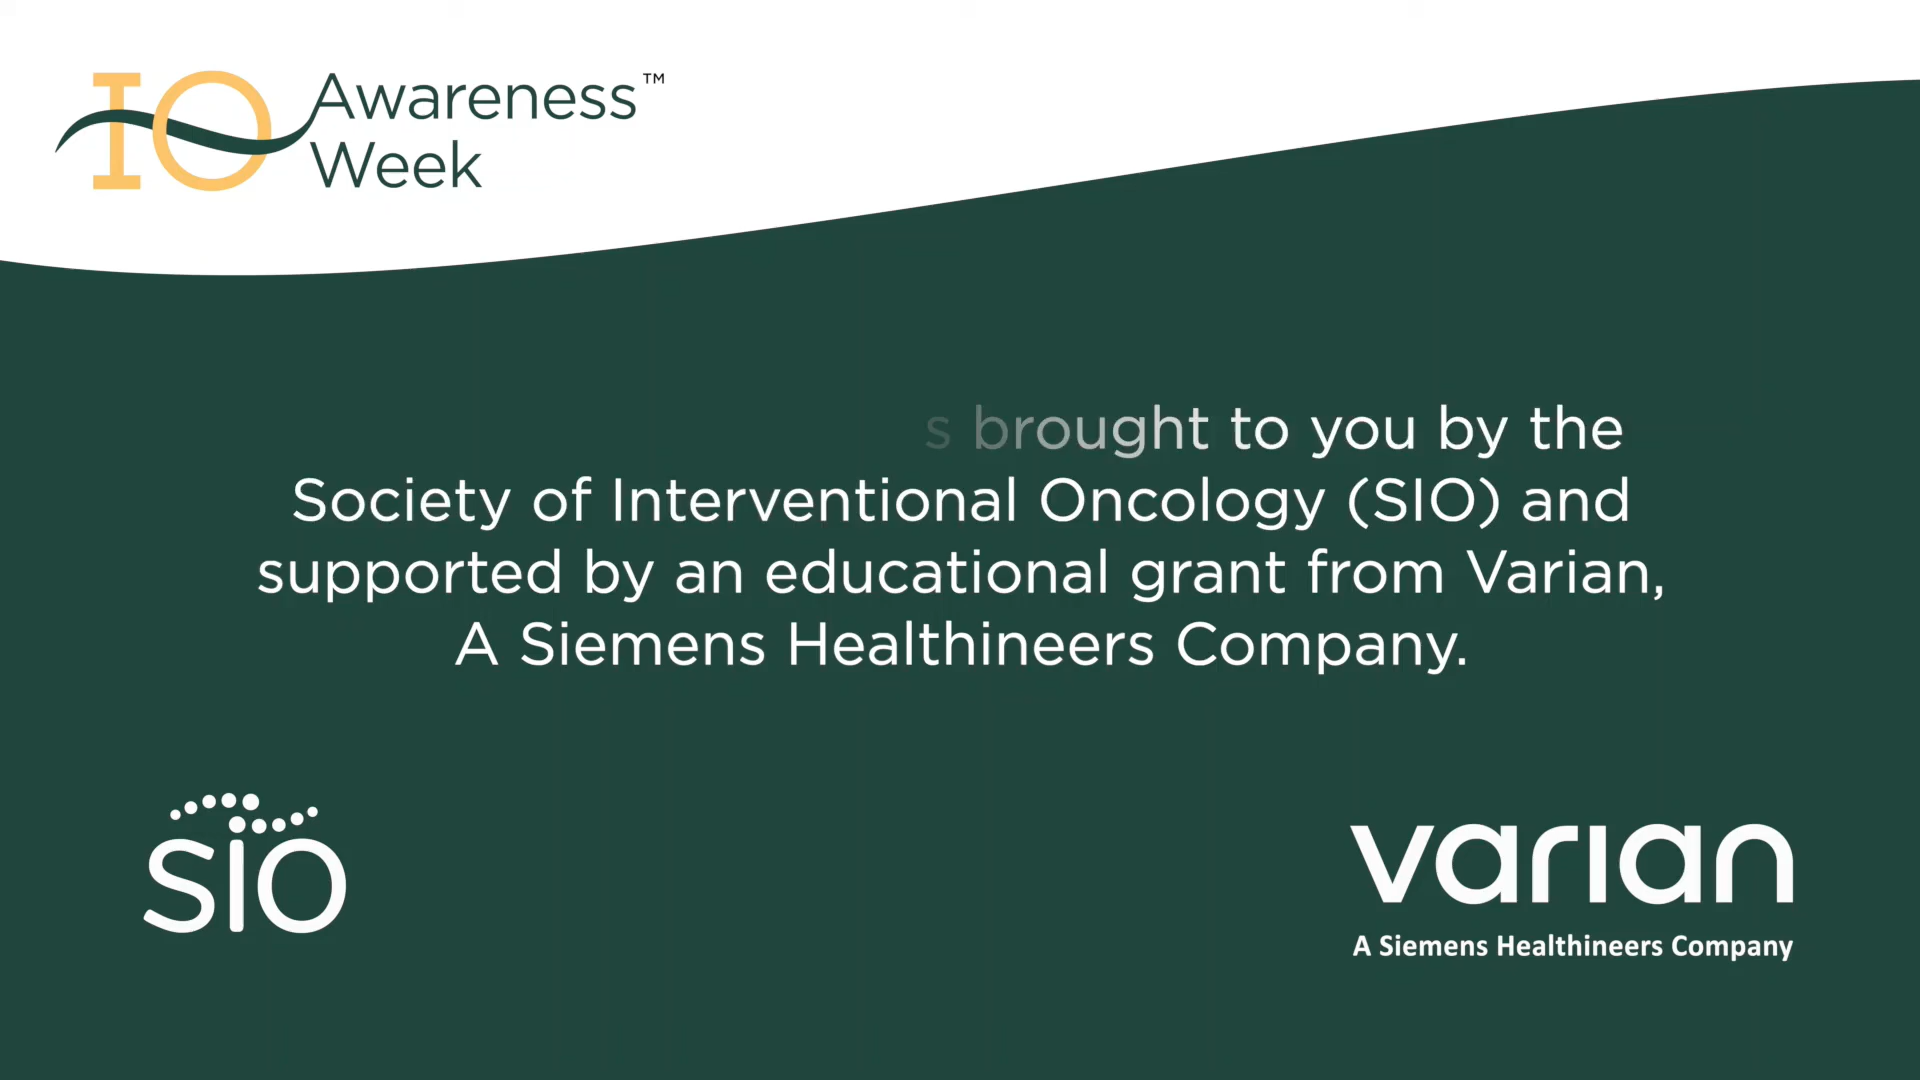 IO Awareness™
Week
s brought to you by the
Society of Interventional Oncology (SIO) and
supported by an educational grant from Varian,
A Siemens Healthineers Company.
SIO
varian
A Siemens Healthineers Company